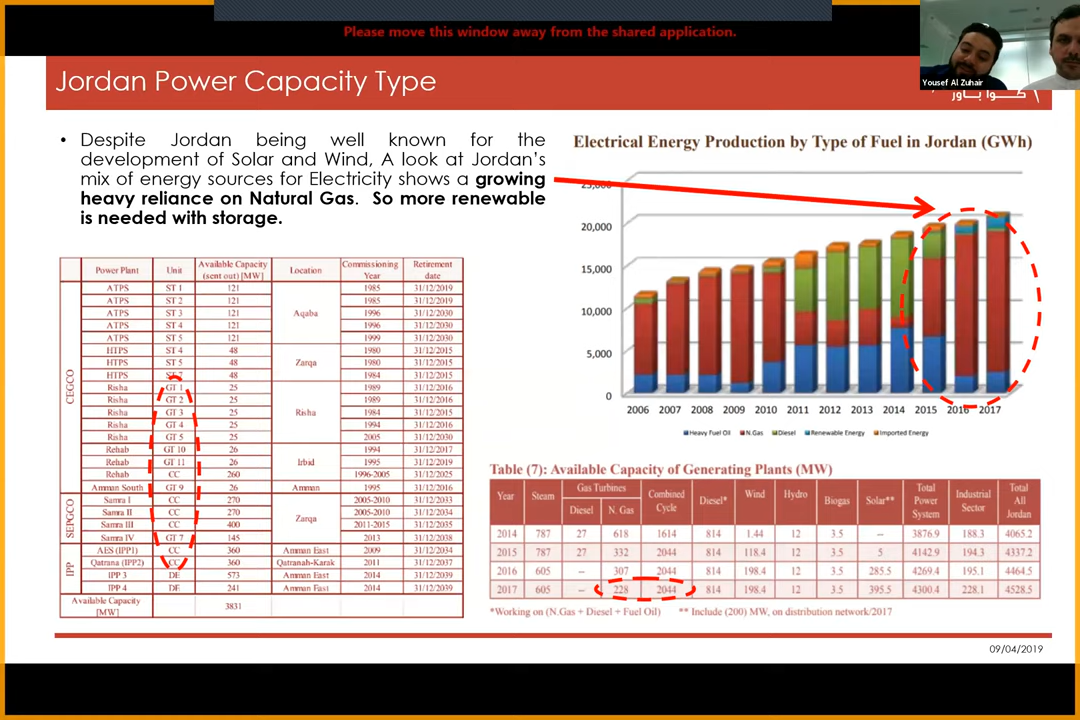 Please move this window away from the shared application.
Yousef Al Zuhair
Jordan Power Capacity Type
كـــوا بـــاور
• Despite Jordan being well known for the
development of Solar and Wind, A look at Jordan's
mix of energy sources for Electricity shows a growing
heavy reliance on Natural Gas. So more renewable
is needed with storage.
Electrical Energy Production by Type of Fuel in Jordan (GWh)
25,000
20,000
15,000
10,000
5,000
0
2006 2007 2008 2009 2010 2011 2012 2013 2014 2015 2016 2017
Heavy Fuel Oil N.Gas Diesel Renewable Energy Imported Energy
Power Plant Unit Available Capacity (sent out) [MW] Location Commissioning Year Retirement date
CEGCO
ATPS ST 1 121 Aqaba 1985 31/12/2019
ATPS ST 2 121 1985 31/12/2019
ATPS ST 3 121 1996 31/12/2030
ATPS ST 4 121 1996 31/12/2030
ATPS ST 5 121 1999 31/12/2030
HTPS ST 4 48 Zarqa 1980 31/12/2015
HTPS ST 5 48 1980 31/12/2015
HTPS ST 7 48 1984 31/12/2015
Risha GT 1 25 Risha 1989 31/12/2016
Risha GT 2 25 1989 31/12/2016
Risha GT 3 25 1984 31/12/2015
Risha GT 4 25 1994 31/12/2016
Risha GT 5 25 2005 31/12/2030
Rehab GT 10 26 Irbid 1994 31/12/2017
Rehab GT 11 26 1995 31/12/2019
Rehab CC 260 1996-2005 31/12/2025
Amman South GT 9 26 Amman 1995 31/12/2016
SEPGCO
Samra I CC 270 Zarqa 2005-2010 31/12/2033
Samra II CC 270 2005-2010 31/12/2034
Samra III CC 400 2011-2015 31/12/2035
Samra IV GT 7 145 2013 31/12/2038
IPP
AES (IPP1) CC 360 Amman East 2009 31/12/2034
Qatrana (IPP2) CC 360 Qatranah-Karak 2011 31/12/2037
IPP 3 DE 573 Amman East 2014 31/12/2039
IPP 4 DE 241 Amman East 2014 31/12/2039
Available Capacity [MW] 3831
Table (7): Available Capacity of Generating Plants (MW)
Year Steam Gas Turbines Diesel N. Gas Combined Cycle Diesel* Wind Hydro Biogas Solar** Total Power System Industrial Sector Total All Jordan
2014 787 27 618 1614 814 1.44 12 3.5 -- 3876.9 188.3 4065.2
2015 787 27 332 2044 814 118.4 12 3.5 5 4142.9 194.3 4337.2
2016 605 -- 307 2044 814 198.4 12 3.5 285.5 4269.4 195.1 4464.5
2017 605 -- 228 2044 814 198.4 12 3.5 395.5 4300.4 228.1 4528.5
*Working on (N.Gas + Diesel + Fuel Oil) ** Include (200) MW, on distribution network/2017
09/04/2019